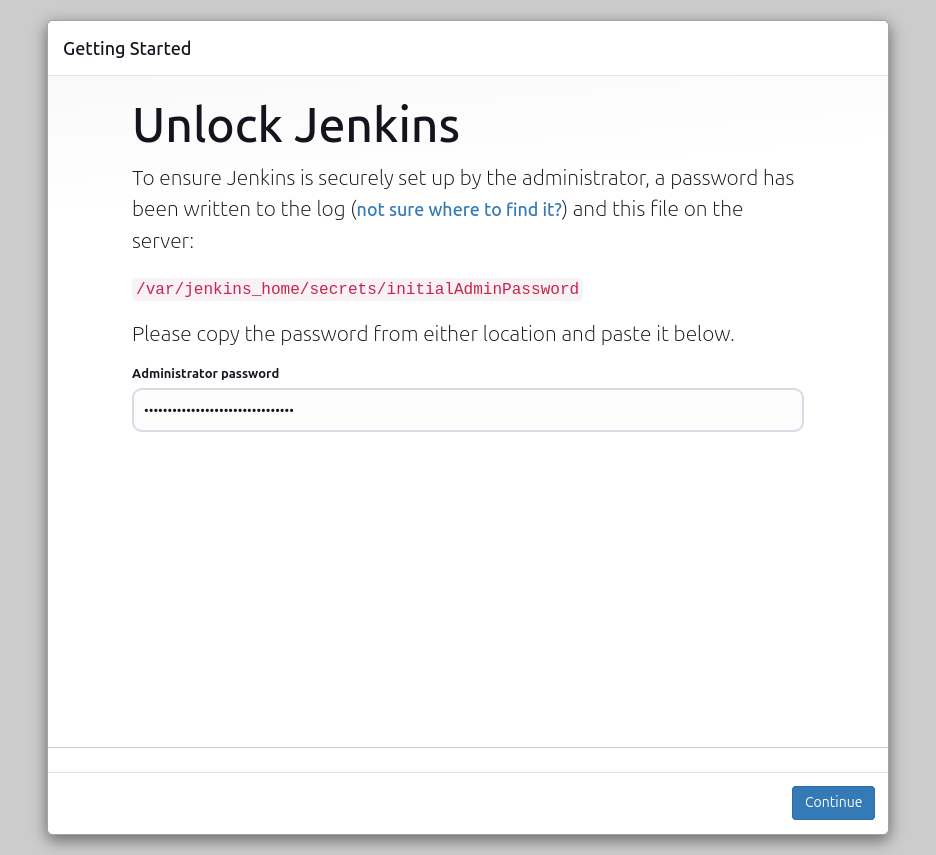 Getting Started
Unlock Jenkins
To ensure Jenkins is securely set up by the administrator, a password has
been written to the log (not sure where to find it?) and this file on the
server:
/var/jenkins_home/secrets/initialAdminPassword
Please copy the password from either location and paste it below.
Administrator password
••••••••••••••••••••••••••••••••
Continue